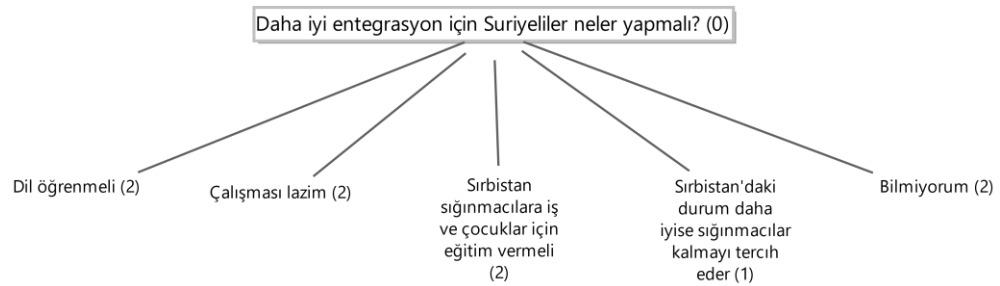 Daha iyi entegrasyon için Suriyeliler neler yapmalı? (0)
Dil öğrenmeli (2)
Çalışması lazim (2)
Sırbistan
sığınmacılara iş
ve çocuklar için
eğitim vermeli
(2)
Sırbistan'daki
durum daha
iyise sığınmacılar
kalmayı tercıh
eder (1)
Bilmiyorum (2)